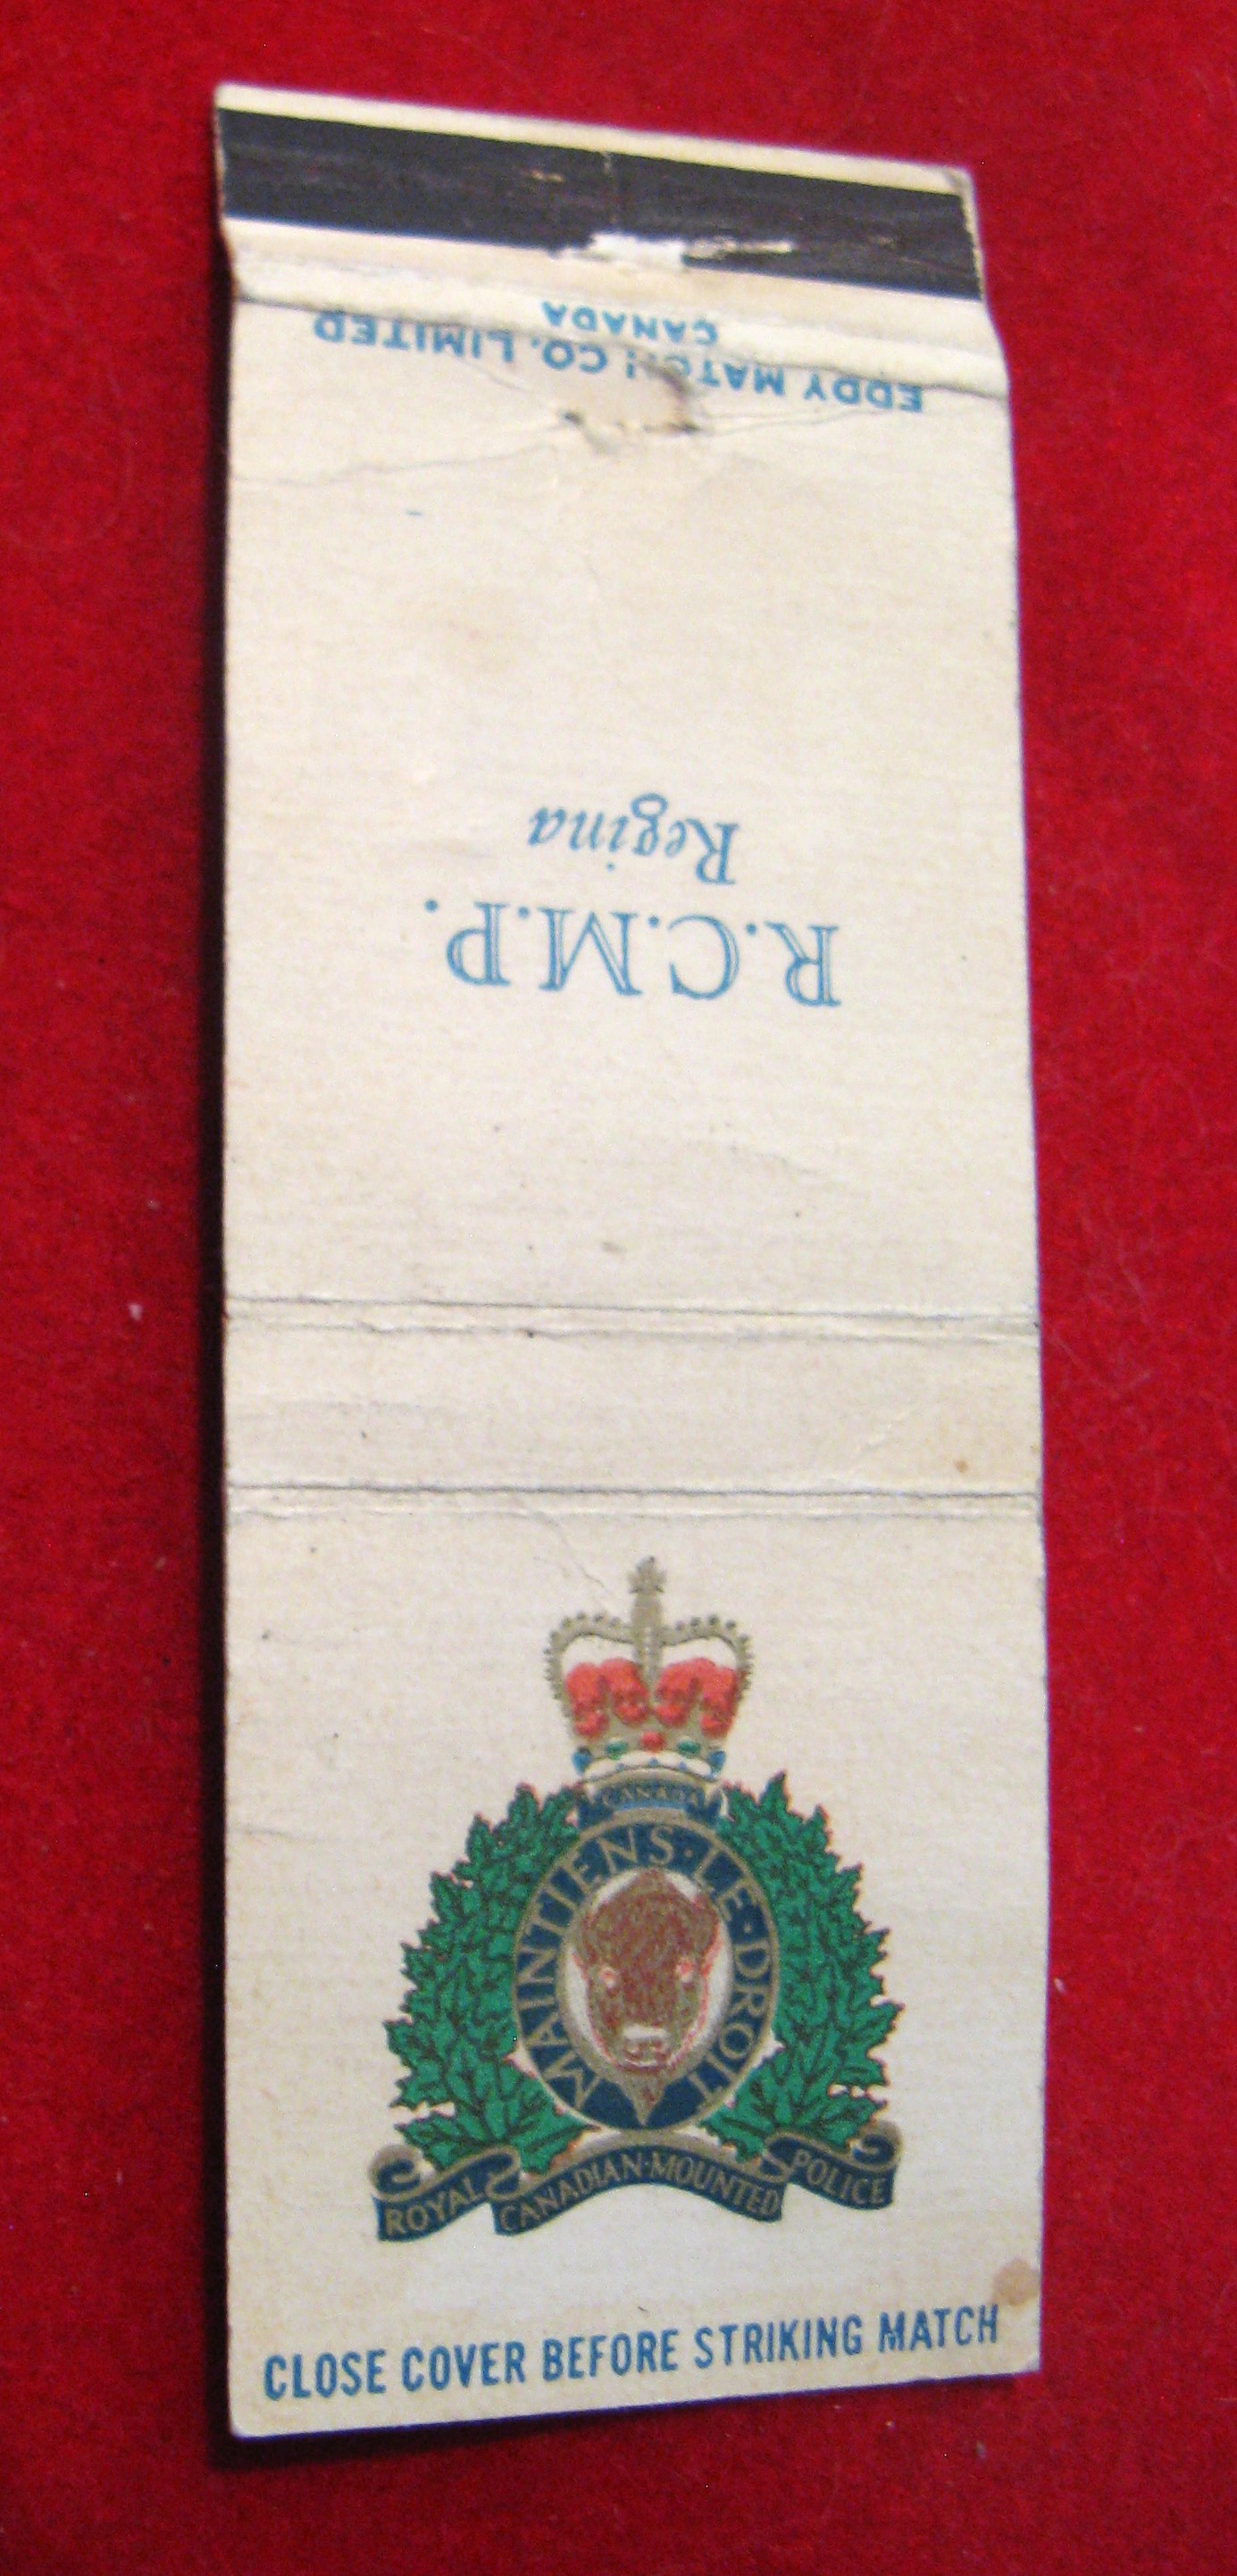 EDDY MATCH CO. LIMITED
CANADA
R.C.M.P.
Regina
CANADA
MAINTIENS·LE·DROIT
ROYAL CANADIAN·MOUNTED POLICE
CLOSE COVER BEFORE STRIKING MATCH